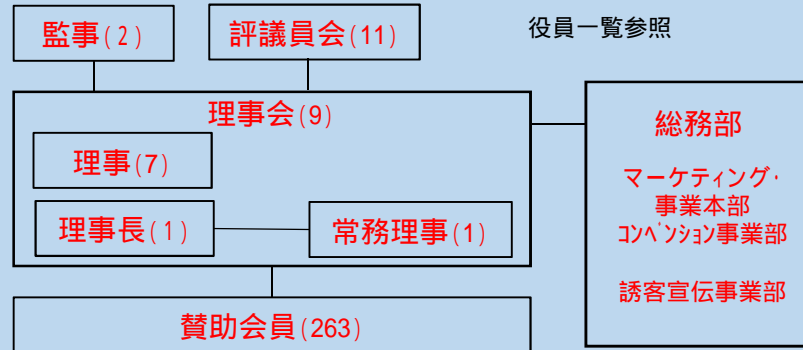 監事(2)
評議員会(11)
役員一覧参照
理事会(9)
理事(7)
理事長(1)
常務理事(1)
賛助会員(263)
総務部
マーケティング・
事業本部
コンベンション事業部
誘客宣伝事業部